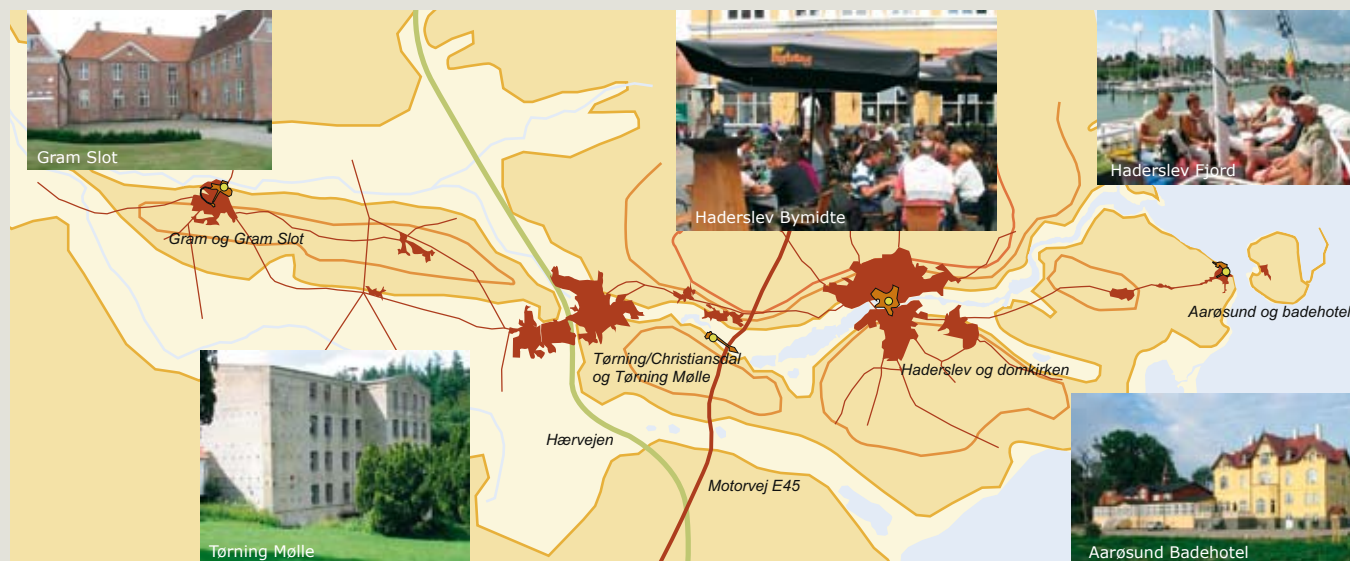 Gram Slot
Haderslev Bymidte
Haderslev Fjord
Gram og Gram Slot
Aarøsund og badehotel
Tørning/Christiansdal
og Tørning Mølle
Haderslev og domkirken
Hærvejen
Motorvej E45
Tørning Mølle
Aarøsund Badehotel